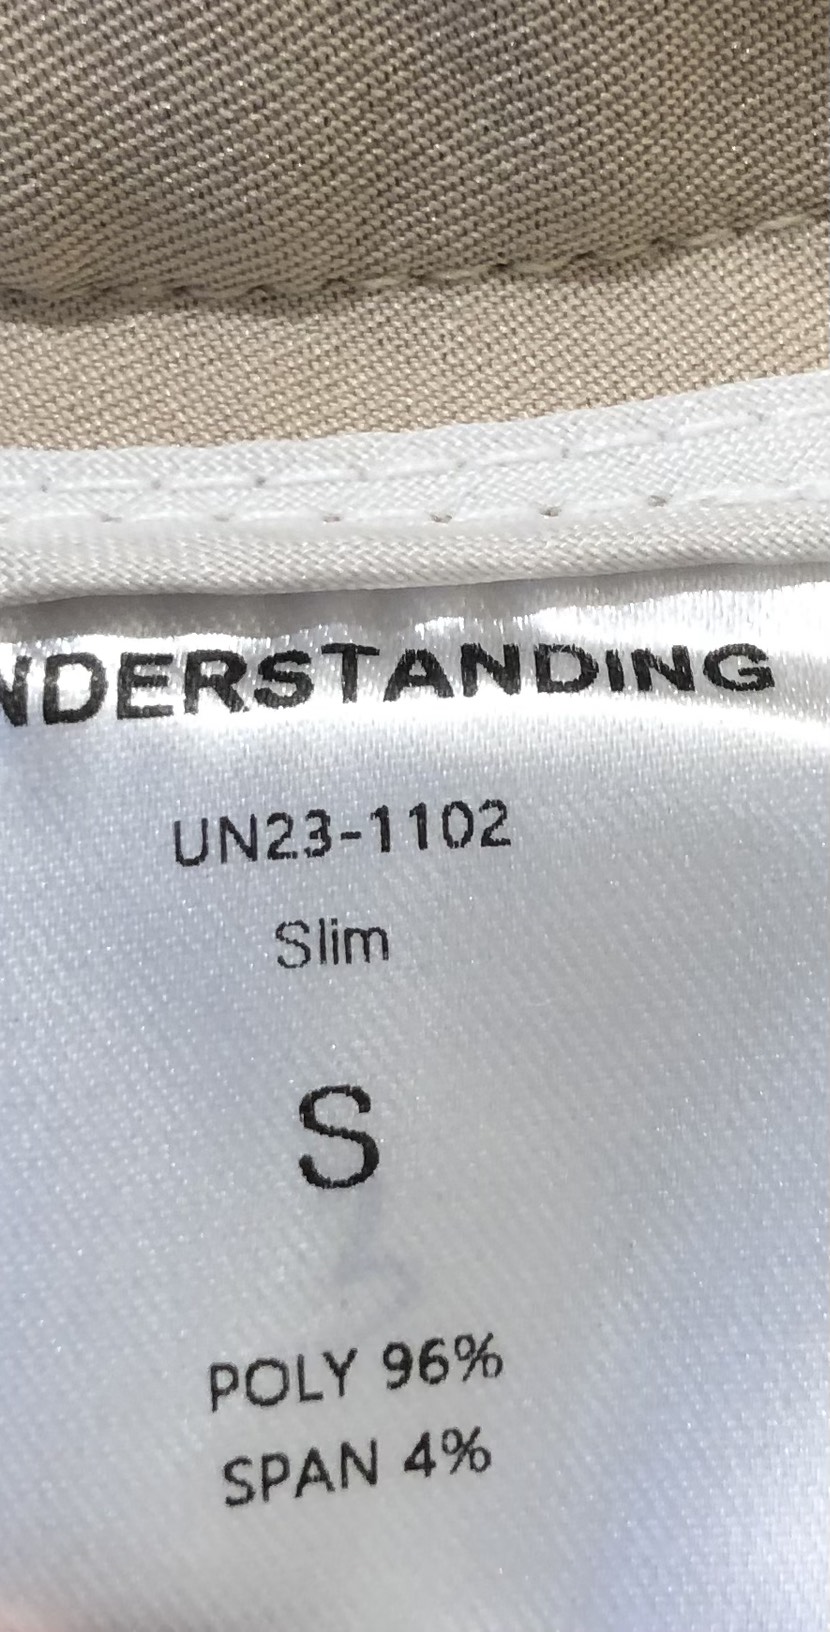 NDERSTANDING
UN23-1102
Slim
S
POLY 96%
SPAN 4%